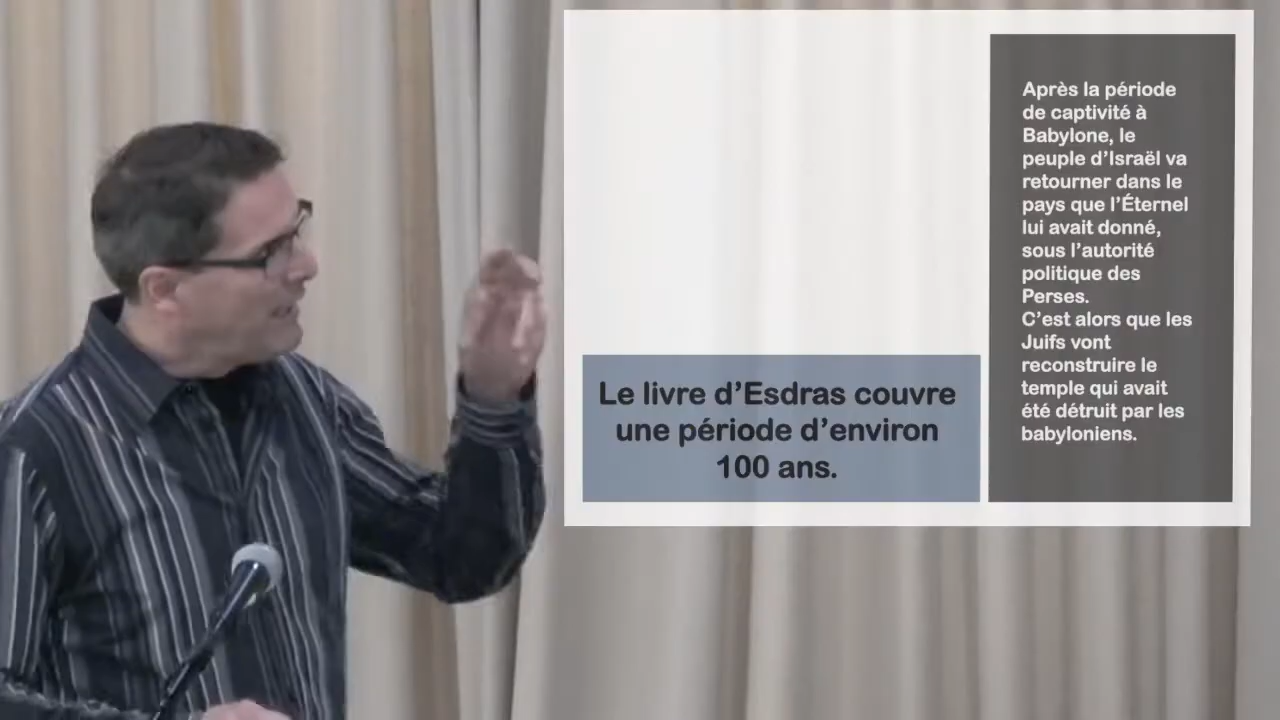 Le livre d’Esdras couvre
une période d’environ
100 ans.
Après la période
de captivité à
Babylone, le
peuple d’Israël va
retourner dans le
pays que l’Éternel
lui avait donné,
sous l’autorité
politique des
Perses.
C’est alors que les
Juifs vont
reconstruire le
temple qui avait
été détruit par les
babyloniens.